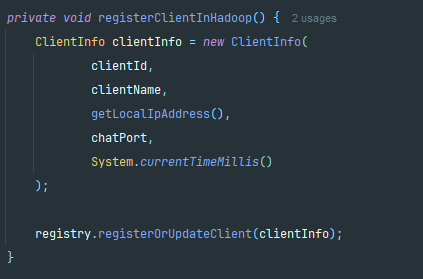 private void registerClientInHadoop() { 2 usages
    ClientInfo clientInfo = new ClientInfo(
            clientId,
            clientName,
            getLocalIpAddress(),
            chatPort,
            System.currentTimeMillis()
    );

    registry.registerOrUpdateClient(clientInfo);
}